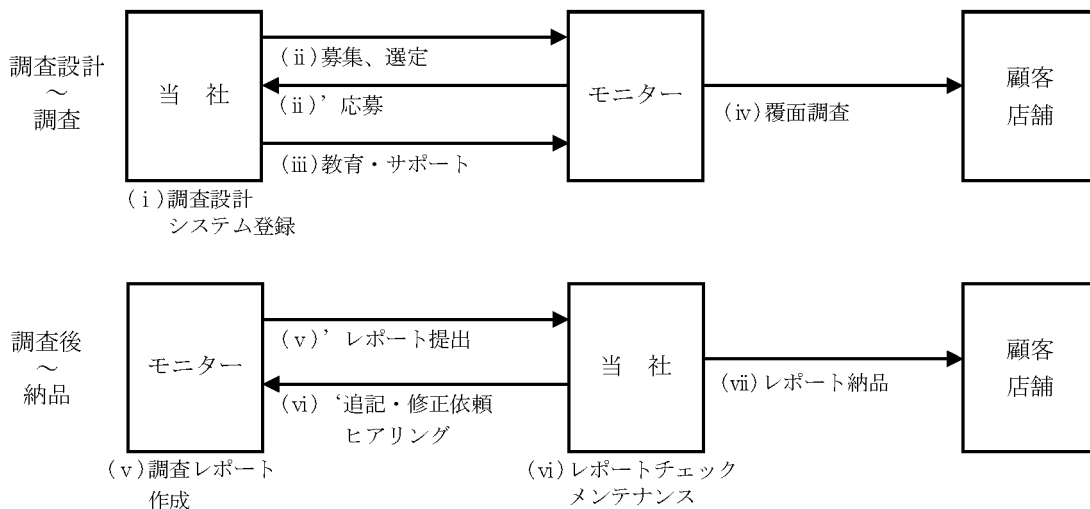 調査設計
～
調査
当 社
(ⅱ)募集、選定
(ⅱ)’応募
(ⅲ)教育・サポート
モニター
(ⅳ)覆面調査
顧客
店舗
(ⅰ)調査設計
システム登録
調査後
～
納品
モニター
(ⅴ)’レポート提出
(ⅵ)‘追記・修正依頼
ヒアリング
当 社
(ⅶ)レポート納品
顧客
店舗
(ⅴ)調査レポート
作成
(ⅵ)レポートチェック
メンテナンス